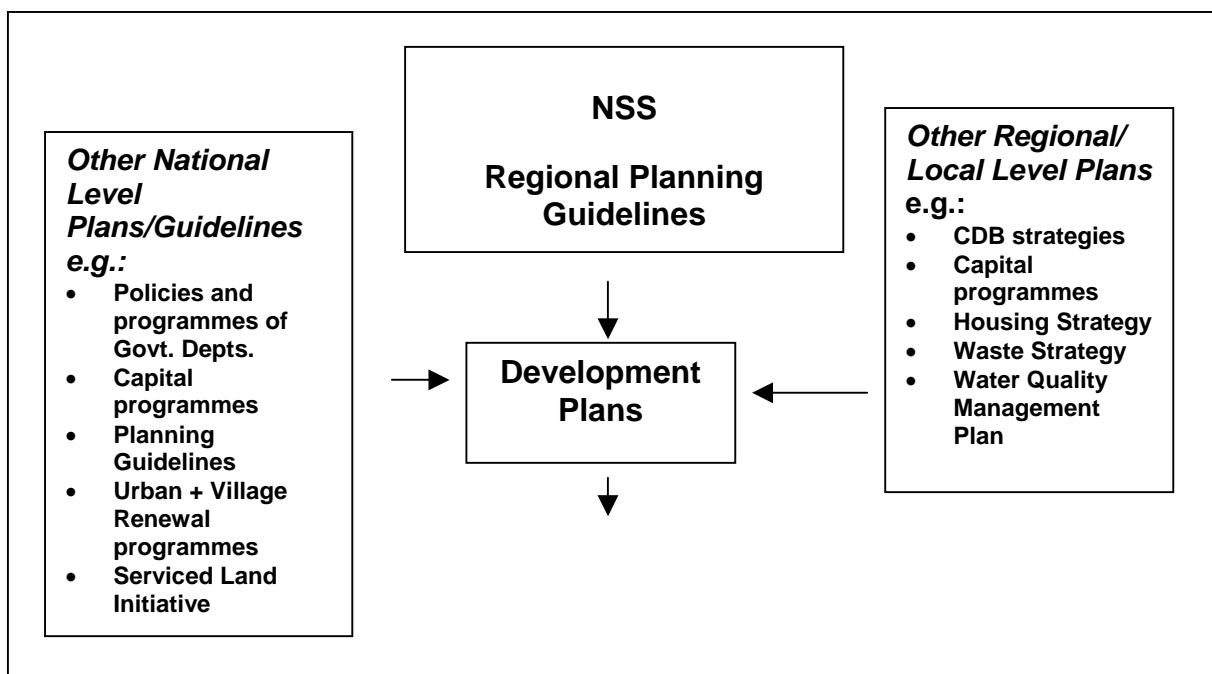 NSS
Regional Planning
Guidelines
Other National
Level
Plans/Guidelines
e.g.:
• Policies and
programmes of
Govt. Depts.
• Capital
programmes
• Planning
Guidelines
• Urban + Village
Renewal
programmes
• Serviced Land
Initiative
Development
Plans
Other Regional/
Local Level Plans
e.g.:
• CDB strategies
• Capital
programmes
• Housing Strategy
• Waste Strategy
• Water Quality
Management
Plan